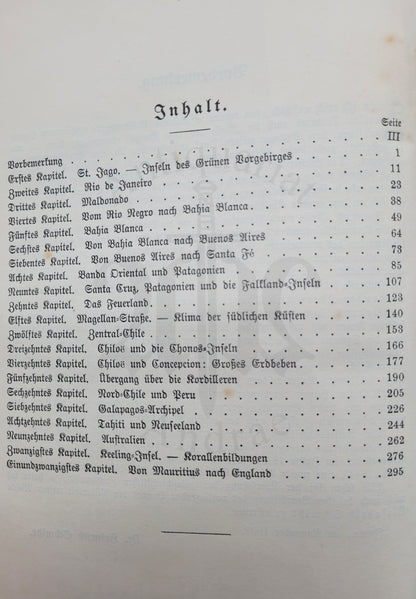 Inhalt.
Seite
Vorbemerkung . . . III
Erstes Kapitel. St. Jago. — Inseln des Grünen Vorgebirges . . . 1
Zweites Kapitel. Rio de Janeiro . . . 11
Drittes Kapitel. Maldonado . . . 23
Viertes Kapitel. Vom Rio Negro nach Bahia Blanca . . . 38
Fünftes Kapitel. Bahia Blanca . . . 49
Sechstes Kapitel. Von Bahia Blanca nach Buenos Aires . . . 64
Siebentes Kapitel. Von Buenos Aires nach Santa Fé . . . 73
Achtes Kapitel. Banda Oriental und Patagonien . . . 85
Neuntes Kapitel. Santa Cruz, Patagonien und die Falkland-Inseln . . . 107
Zehntes Kapitel. Das Feuerland . . . 123
Elftes Kapitel. Magellan-Straße. — Klima der südlichen Küsten . . . 140
Zwölftes Kapitel. Zentral-Chile . . . 153
Dreizehntes Kapitel. Chiloë und die Chonos-Inseln . . . 166
Vierzehntes Kapitel. Chiloë und Concepcion: Großes Erdbeben . . . 177
Fünfzehntes Kapitel. Übergang über die Kordilleren . . . 190
Sechzehntes Kapitel. Nord-Chile und Peru . . . 205
Siebzehntes Kapitel. Galapagos-Archipel . . . 226
Achtzehntes Kapitel. Tahiti und Neuseeland . . . 244
Neunzehntes Kapitel. Australien . . . 262
Zwanzigstes Kapitel. Keeling-Insel. — Korallenbildungen . . . 276
Einundzwanzigstes Kapitel. Von Mauritius nach England . . . 295